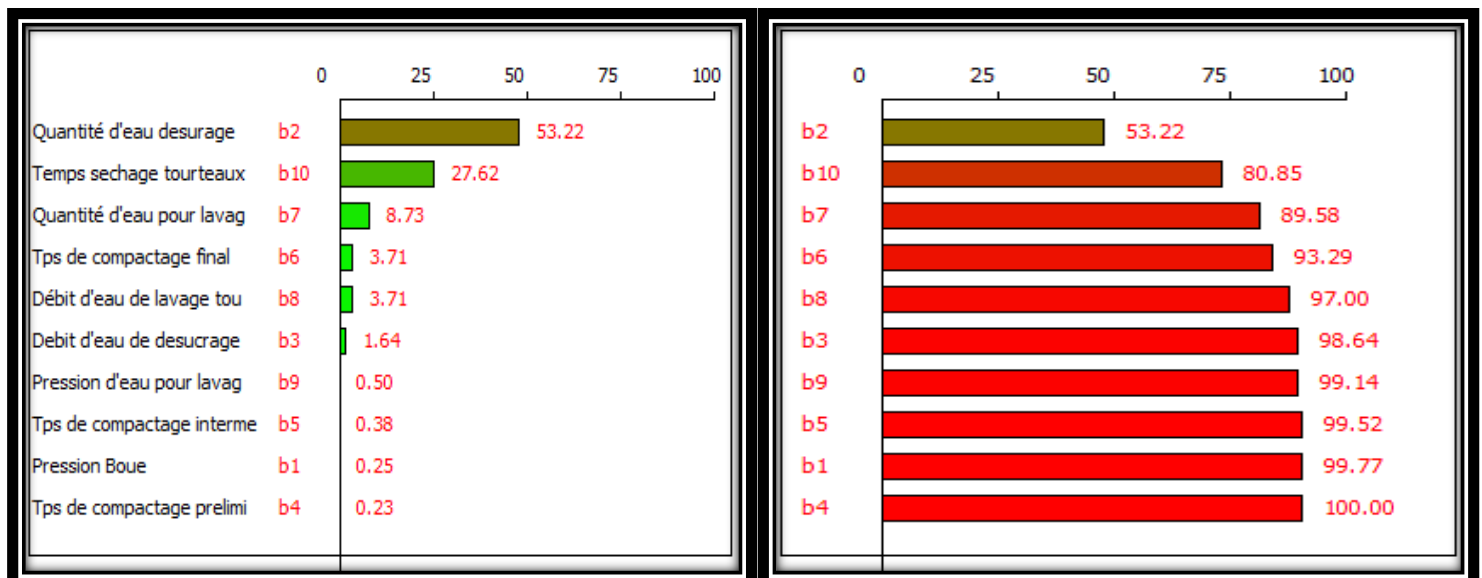 0 25 50 75 100
Quantité d'eau desurage b2 53.22
Temps sechage tourteaux b10 27.62
Quantité d'eau pour lavag b7 8.73
Tps de compactage final b6 3.71
Débit d'eau de lavage tou b8 3.71
Debit d'eau de desucrage b3 1.64
Pression d'eau pour lavag b9 0.50
Tps de compactage interme b5 0.38
Pression Boue b1 0.25
Tps de compactage prelimi b4 0.23
0 25 50 75 100
b2 53.22
b10 80.85
b7 89.58
b6 93.29
b8 97.00
b3 98.64
b9 99.14
b5 99.52
b1 99.77
b4 100.00